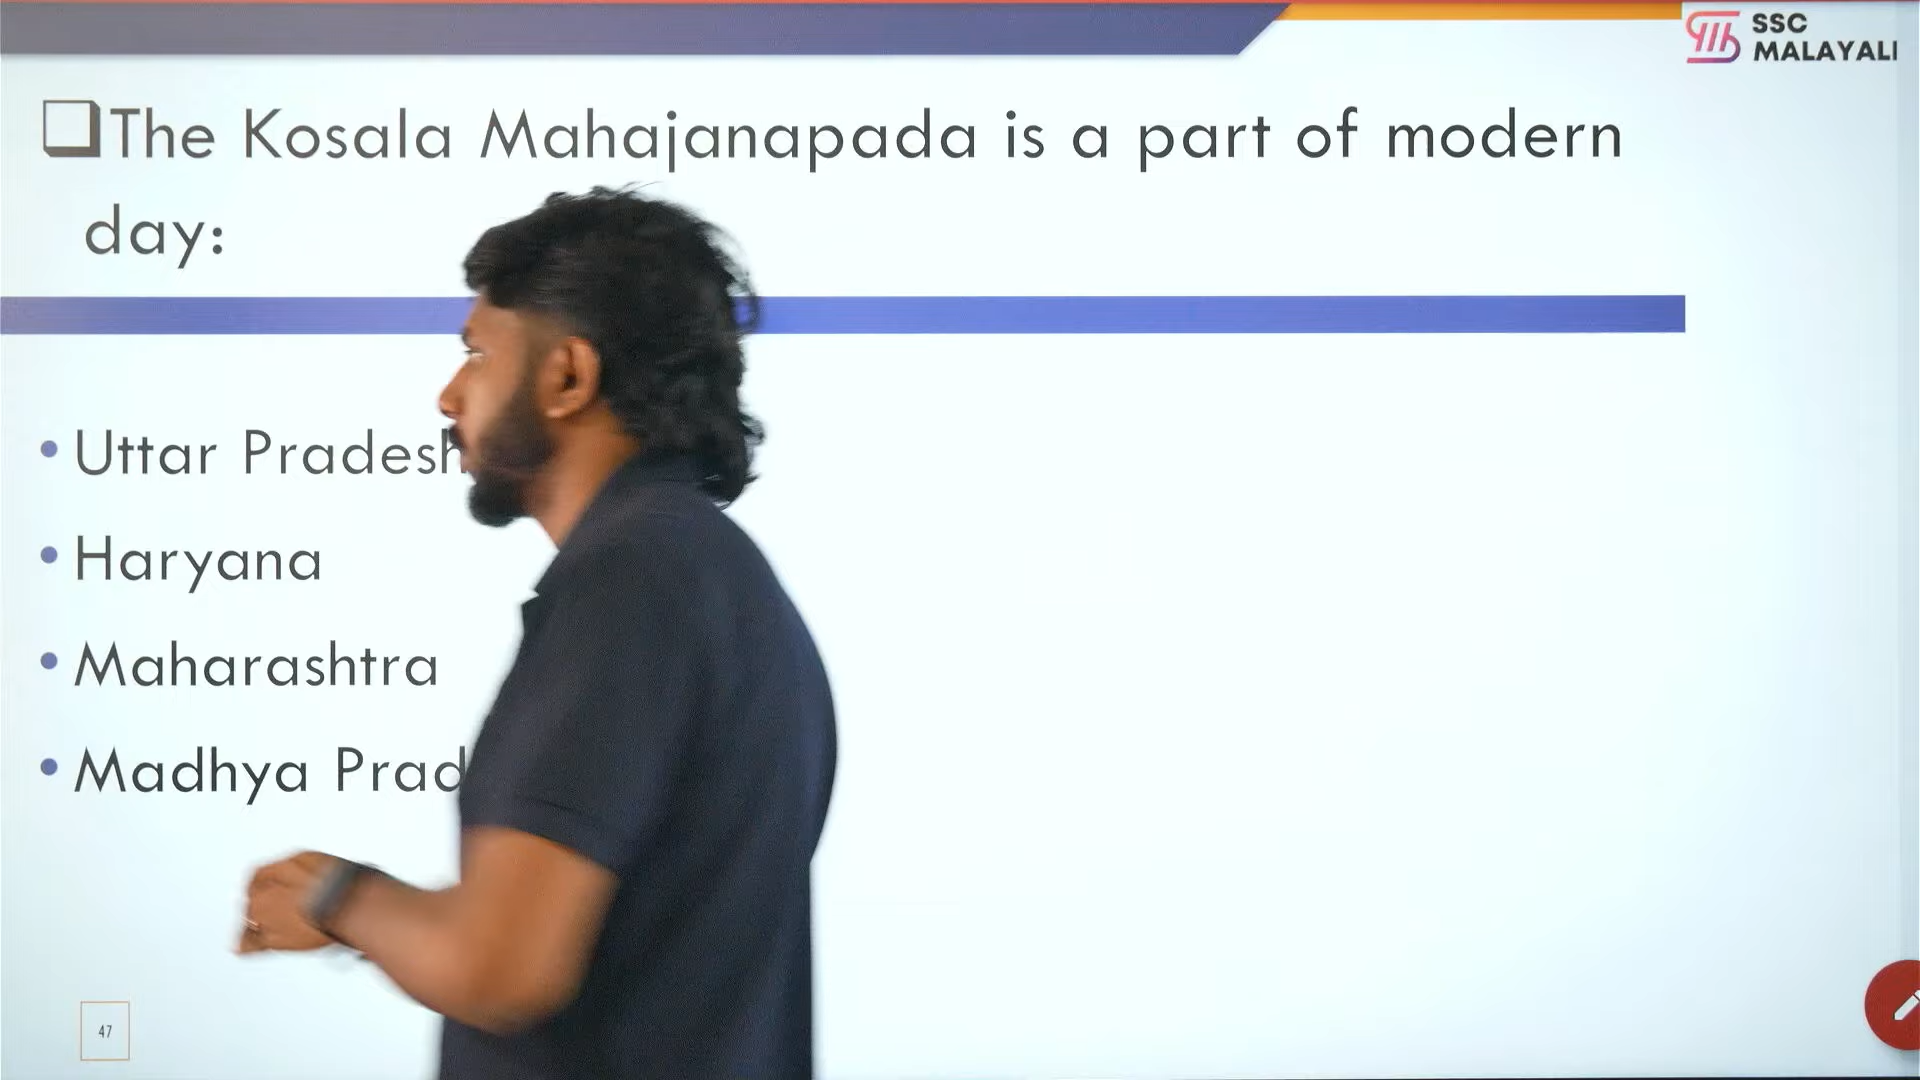 SSC
MALAYALI
The Kosala Mahajanapada is a part of modern
day:
Uttar Pradesh
Haryana
Maharashtra
Madhya Prad
47